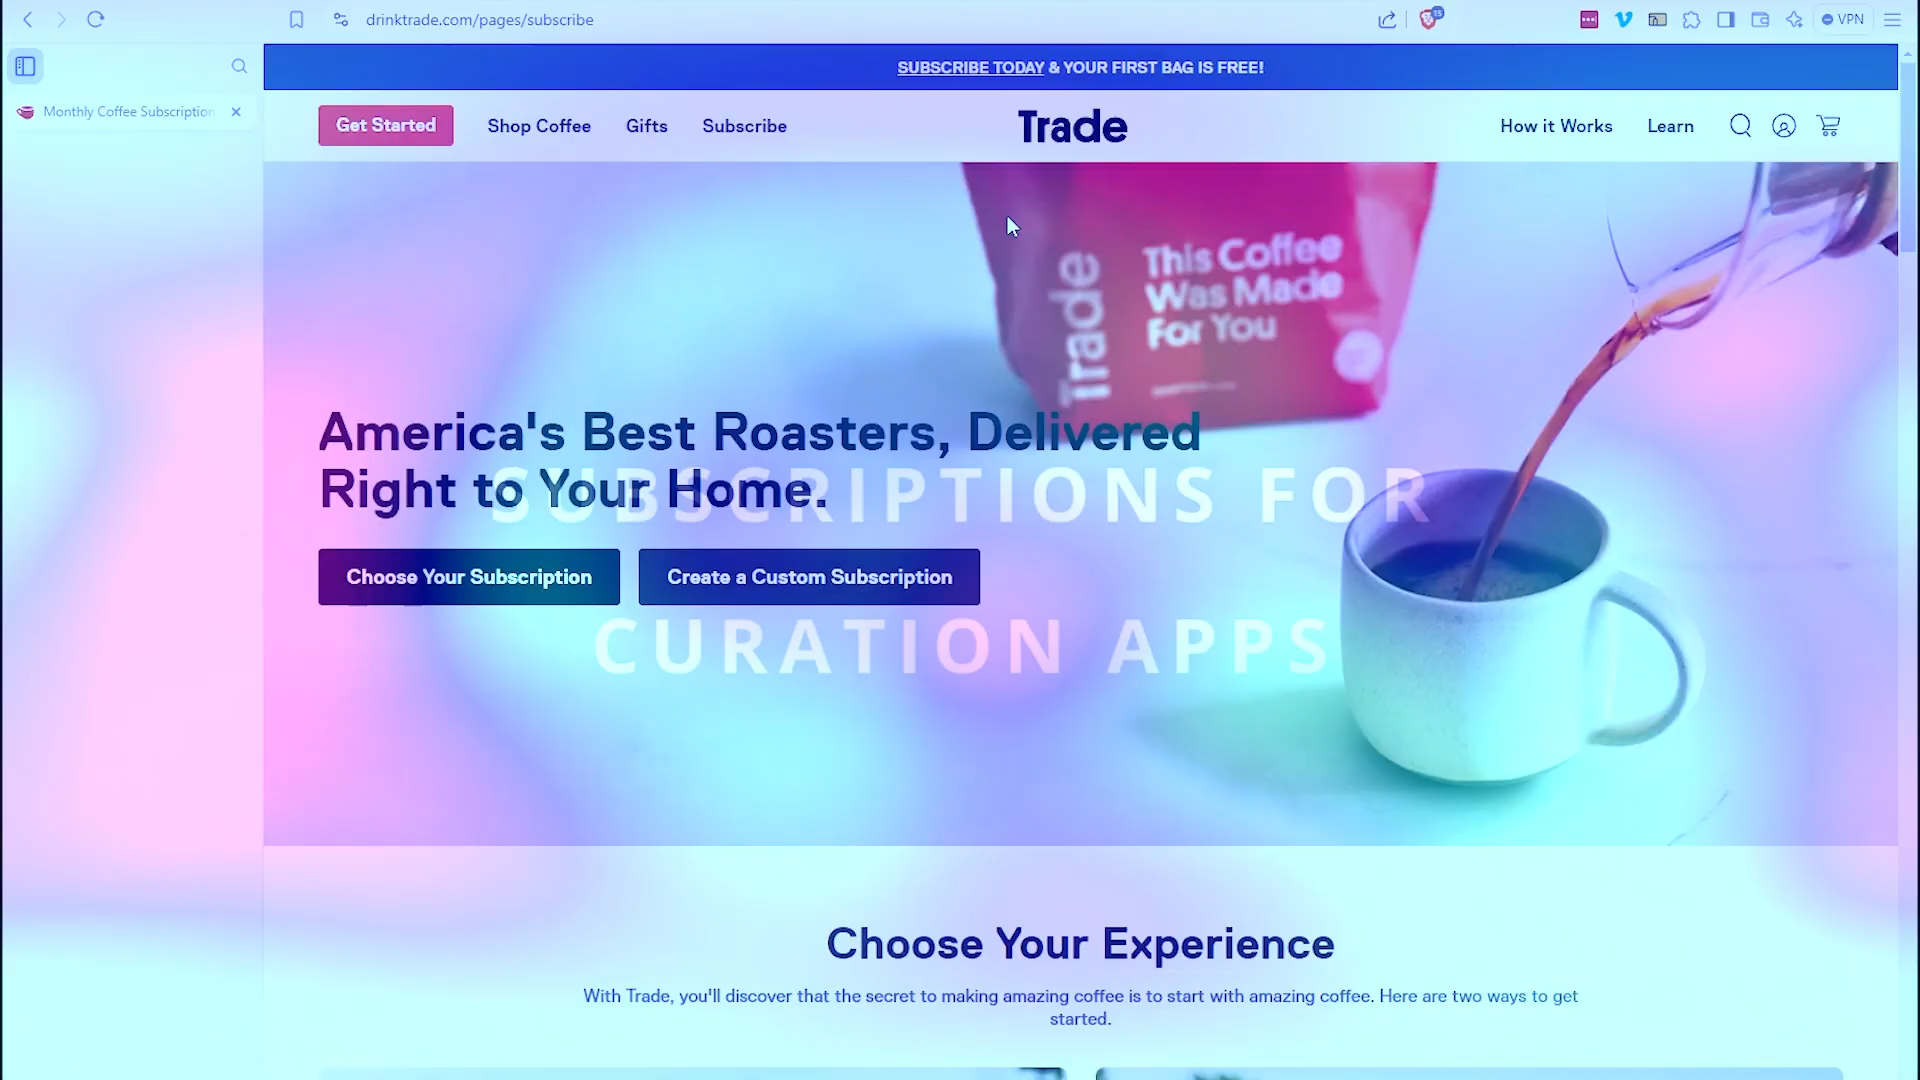 drinktrade.com/pages/subscribe
15
VPN
Monthly Coffee Subscription
SUBSCRIBE TODAY & YOUR FIRST BAG IS FREE!
Get Started
Shop Coffee
Gifts
Subscribe
Trade
How it Works
Learn
Trade
This Coffee
Was Made
For You
America's Best Roasters, Delivered
Right to Your Home.
SUBSCRIPTIONS FOR
Choose Your Subscription
Create a Custom Subscription
CURATION APPS
Choose Your Experience
With Trade, you'll discover that the secret to making amazing coffee is to start with amazing coffee. Here are two ways to get
started.